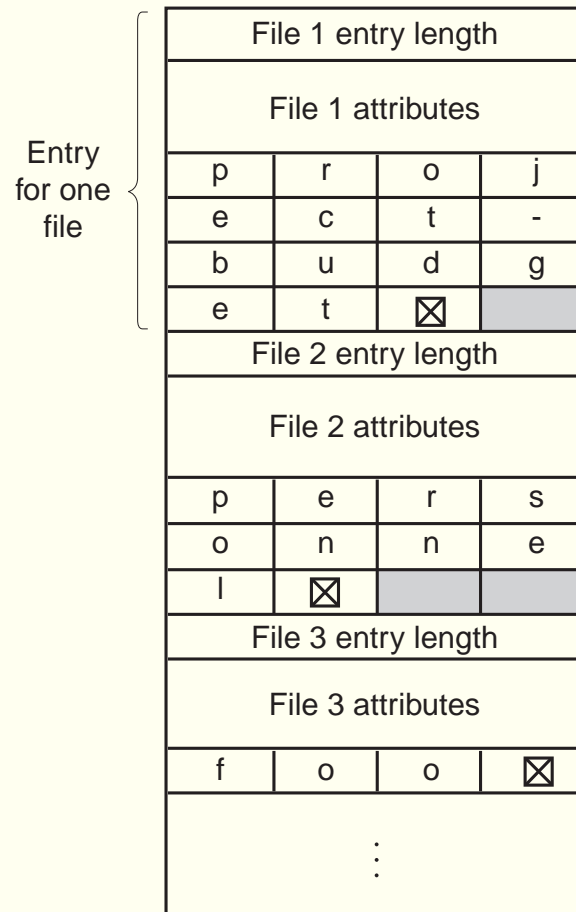 File 1 entry length
File 1 attributes
Entry
for one
file
p r o j
e c t -
b u d g
e t ☒
File 2 entry length
File 2 attributes
p e r s
o n n e
l ☒
File 3 entry length
File 3 attributes
f o o ☒
⋮